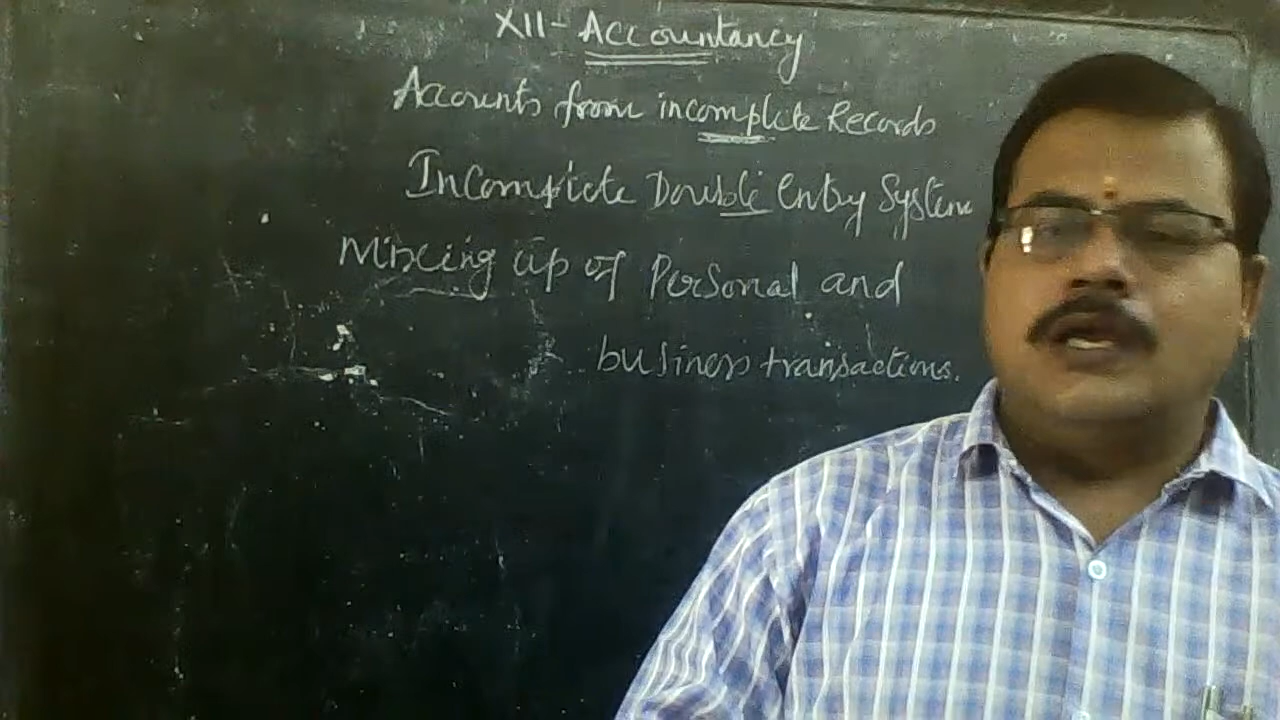 XII - Accountancy
Accounts from incomplete Records
Incomplete Double Entry System
Mixing up of Personal and
business transactions.